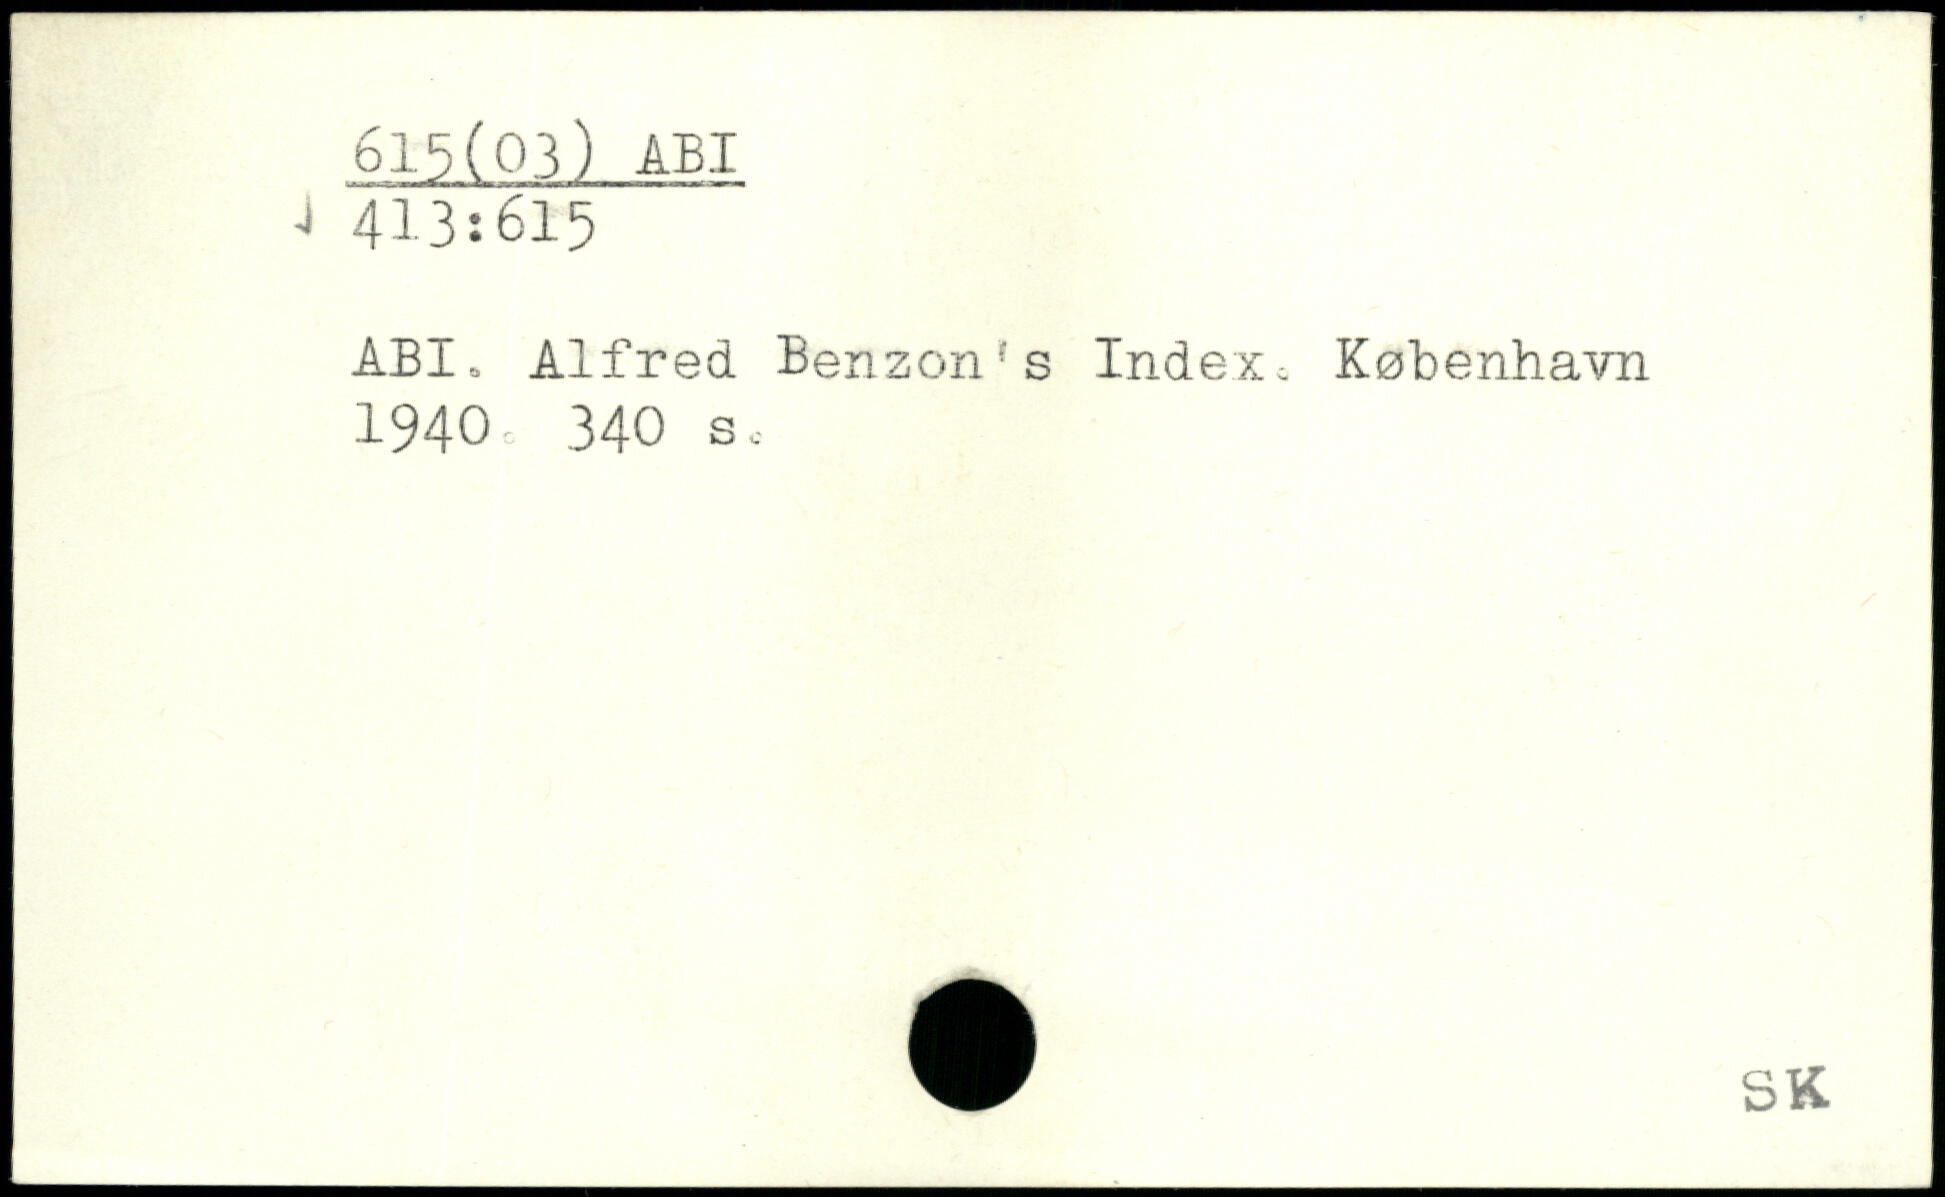 615(03) ABI
413:615
ABI. Alfred Benzon's Index. København
1940. 340 s.
SK